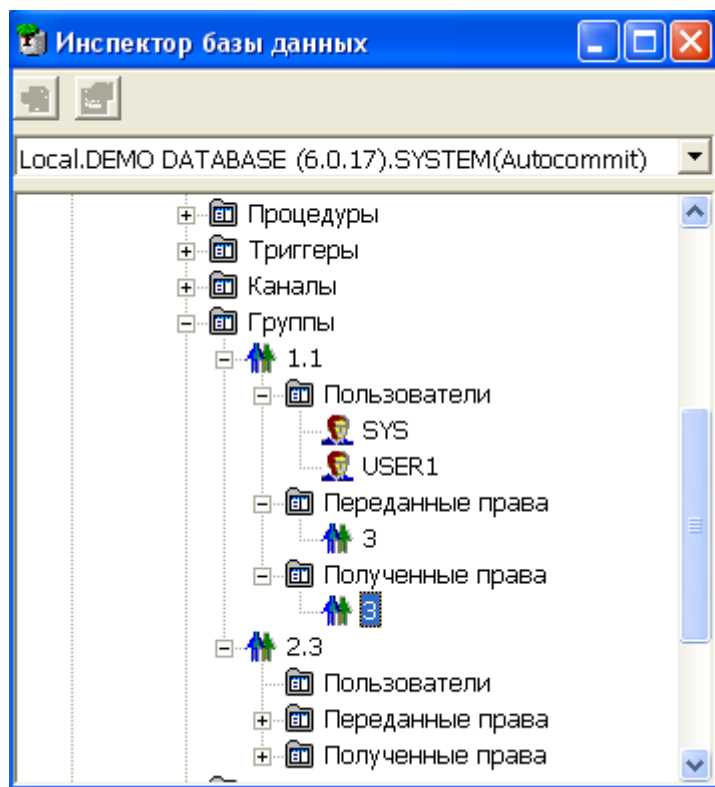 Инспектор базы данных
Local.DEMO DATABASE (6.0.17).SYSTEM(Autocommit)
Процедуры
Триггеры
Каналы
Группы
1.1
Пользователи
SYS
USER1
Переданные права
3
Полученные права
3
2.3
Пользователи
Переданные права
Полученные права